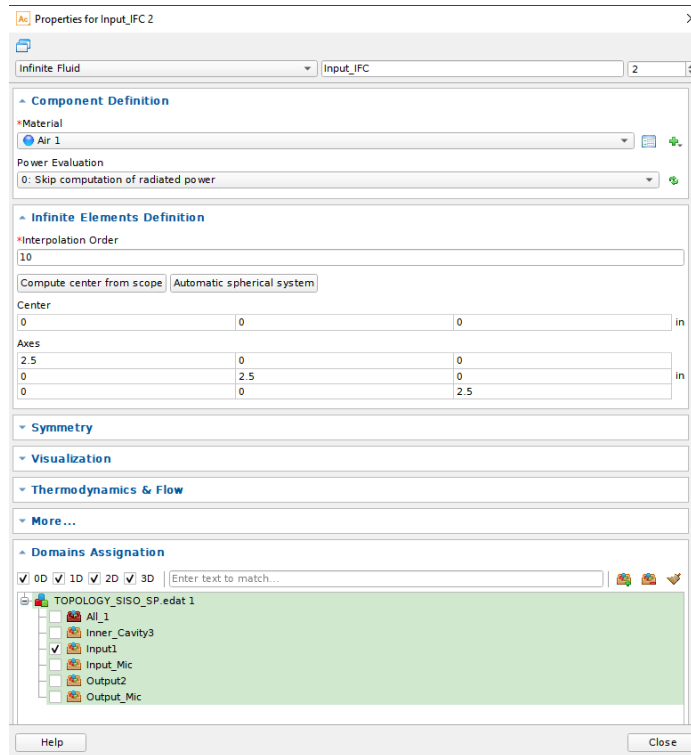 Ac Properties for Input_IFC 2
Infinite Fluid Input_IFC 2
Component Definition
*Material
Air 1
Power Evaluation
0: Skip computation of radiated power
Infinite Elements Definition
*Interpolation Order
10
Compute center from scope Automatic spherical system
Center
0 0 0 in
Axes
2.5 0 0
0 2.5 0 in
0 0 2.5
Symmetry
Visualization
Thermodynamics & Flow
More...
Domains Assignation
0D 1D 2D 3D Enter text to match...
TOPOLOGY_SISO_SP.edat 1
All_1
Inner_Cavity3
Input1
Input_Mic
Output2
Output_Mic
Help Close